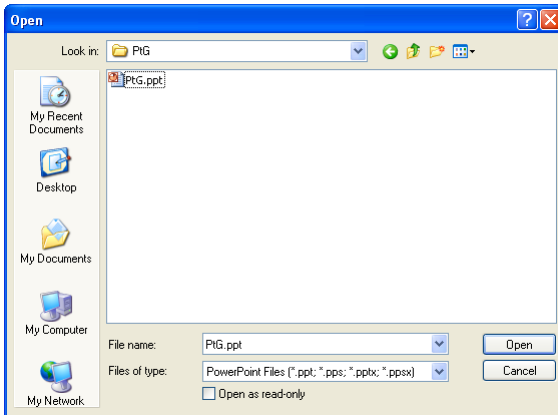 Open
Look in:
PtG
PtG.ppt
My Recent
Documents
Desktop
My Documents
My Computer
My Network
File name:
PtG.ppt
Open
Files of type:
PowerPoint Files (*.ppt; *.pps; *.pptx; *.ppsx)
Cancel
Open as read-only